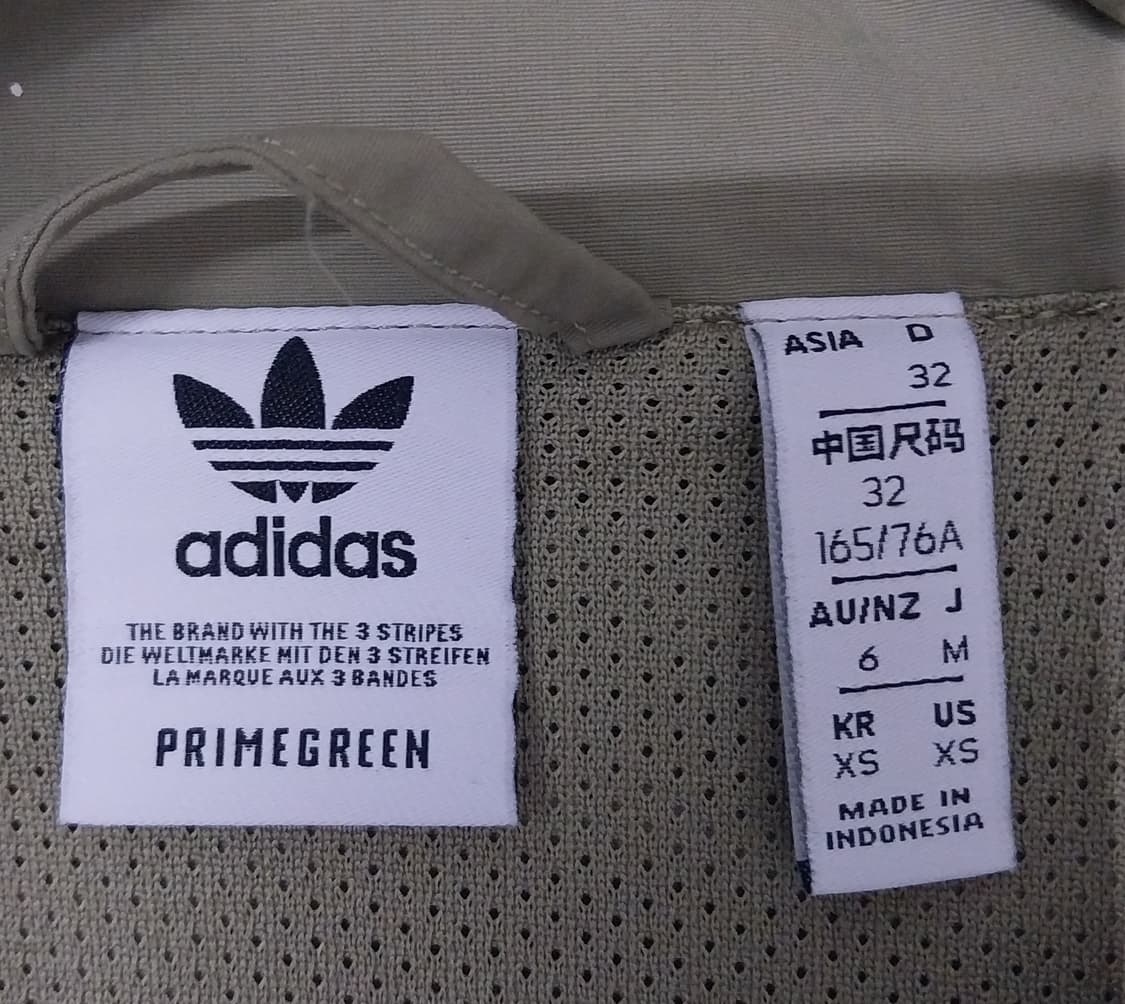 adidas
THE BRAND WITH THE 3 STRIPES
DIE WELTMARKE MIT DEN 3 STREIFEN
LA MARQUE AUX 3 BANDES
PRIMEGREEN
ASIA D
32
中国尺码
32
165/76A
AU/NZ J
6 M
KR US
XS XS
MADE IN
INDONESIA